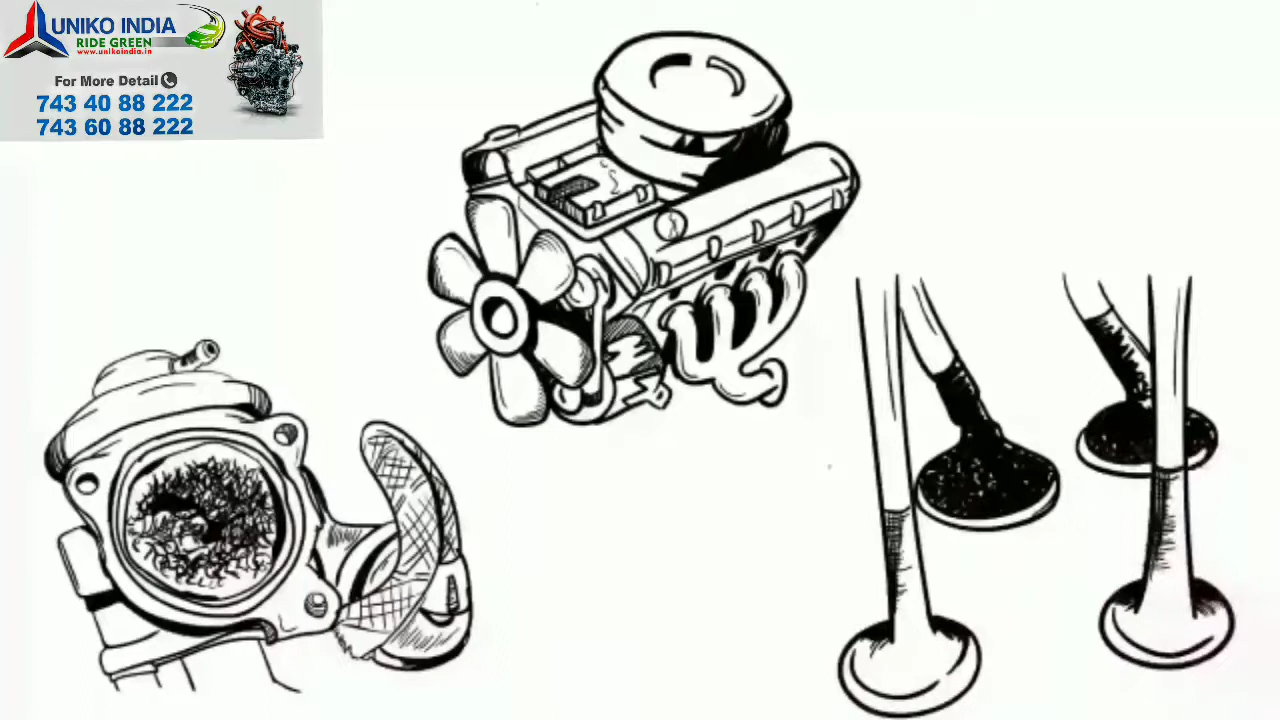 UNIKO INDIA
RIDE GREEN
www.unikoindia.in
For More Detail
743 40 88 222
743 60 88 222